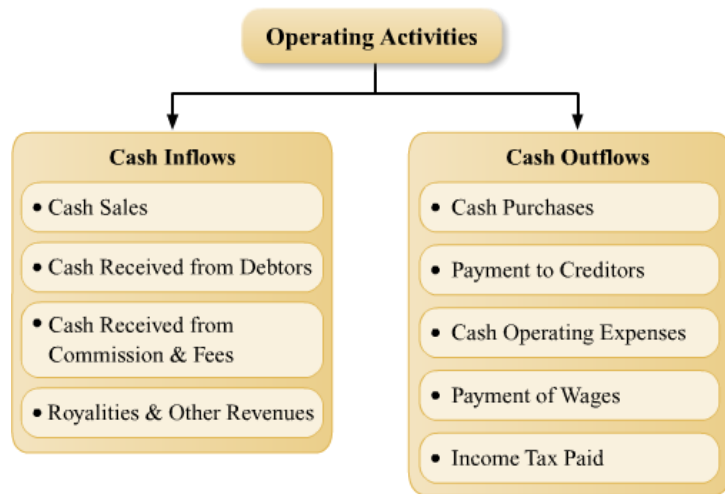 Operating Activities
Cash Inflows
• Cash Sales
• Cash Received from Debtors
• Cash Received from
Commission & Fees
• Royalities & Other Revenues
Cash Outflows
• Cash Purchases
• Payment to Creditors
• Cash Operating Expenses
• Payment of Wages
• Income Tax Paid